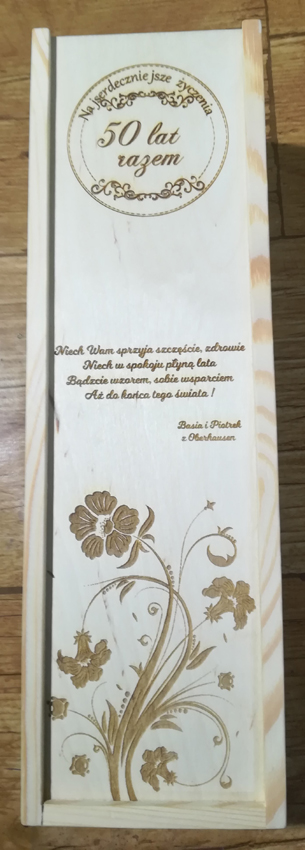 Najserdeczniejsze życzenia
50 lat
razem
Niech Wam sprzyja szczęście, zdrowie
Niech w spokoju płyną lata
Bądźcie wzorem, sobie wsparciem
Aż do końca tego świata !
Basia i Piotrek
z Oberhausen